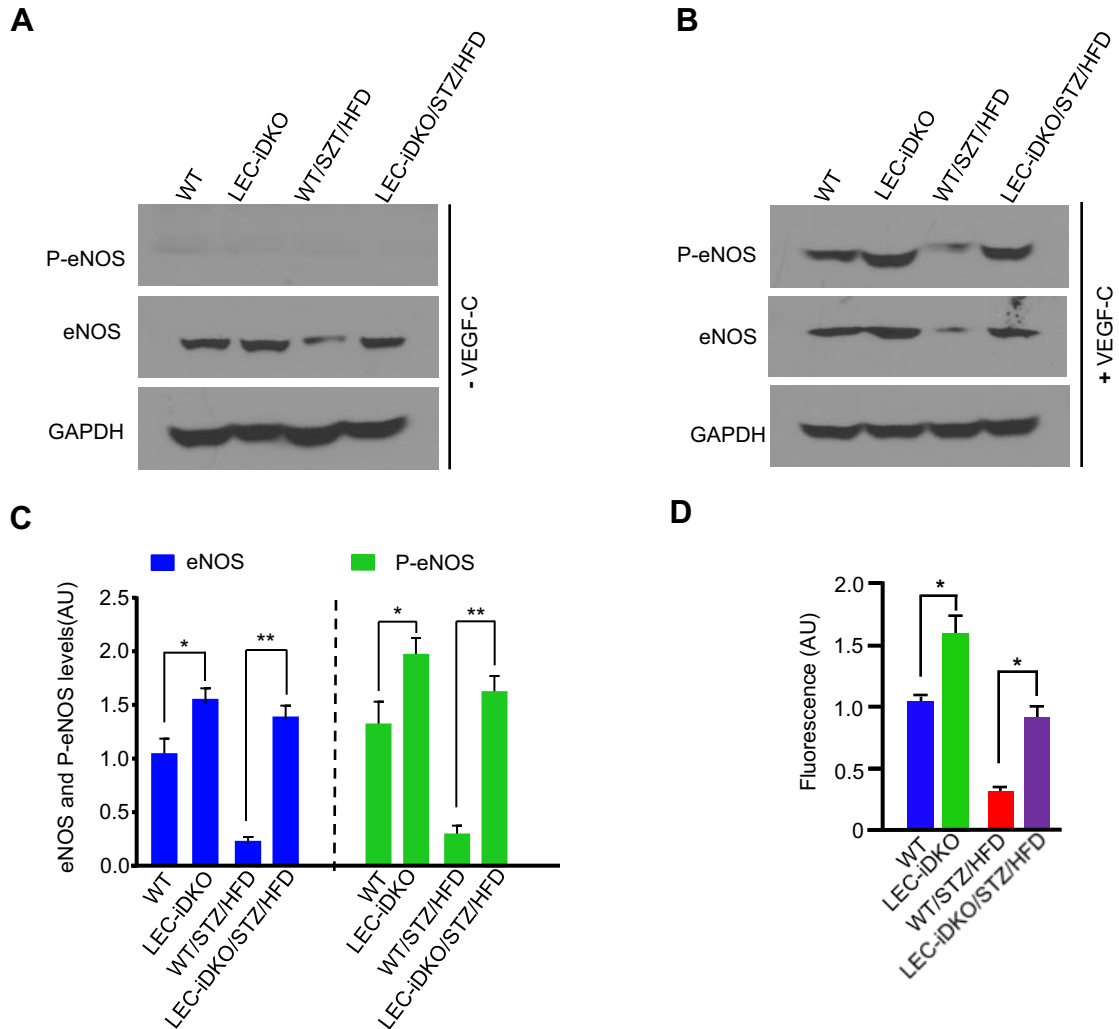 A
WT
LEC-iDKO
WT/SZT/HFD
LEC-iDKO/STZ/HFD
P-eNOS
eNOS
GAPDH
- VEGF-C
B
WT
LEC-iDKO
WT/SZT/HFD
LEC-iDKO/STZ/HFD
P-eNOS
eNOS
GAPDH
+ VEGF-C
C
eNOS
P-eNOS
eNOS and P-eNOS levels(AU)
2.5
2.0
1.5
1.0
0.5
0.0
*
**
*
**
WT
LEC-iDKO
WT/STZ/HFD
LEC-iDKO/STZ/HFD
WT
LEC-iDKO
WT/STZ/HFD
LEC-iDKO/STZ/HFD
D
Fluorescence (AU)
2.0
1.5
1.0
0.5
0
*
*
WT
LEC-iDKO
WT/STZ/HFD
LEC-iDKO/STZ/HFD